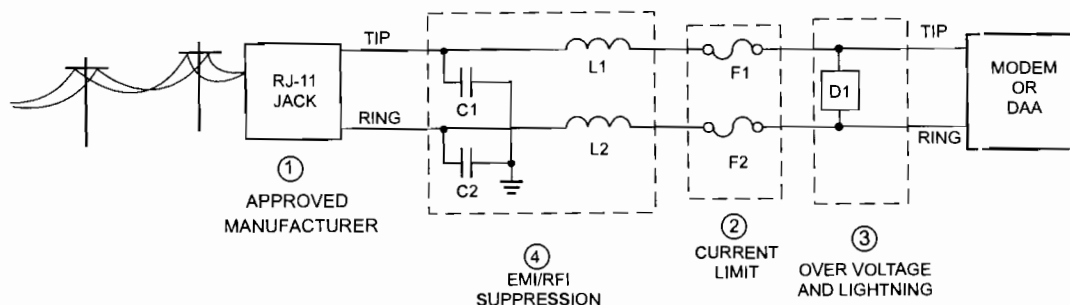 TIP
RJ-11
JACK
RING
1
APPROVED
MANUFACTURER
C1
C2
L1
L2
4
EMI/RFI
SUPPRESSION
F1
F2
2
CURRENT
LIMIT
TIP
D1
RING
3
OVER VOLTAGE
AND LIGHTNING
MODEM
OR
DAA